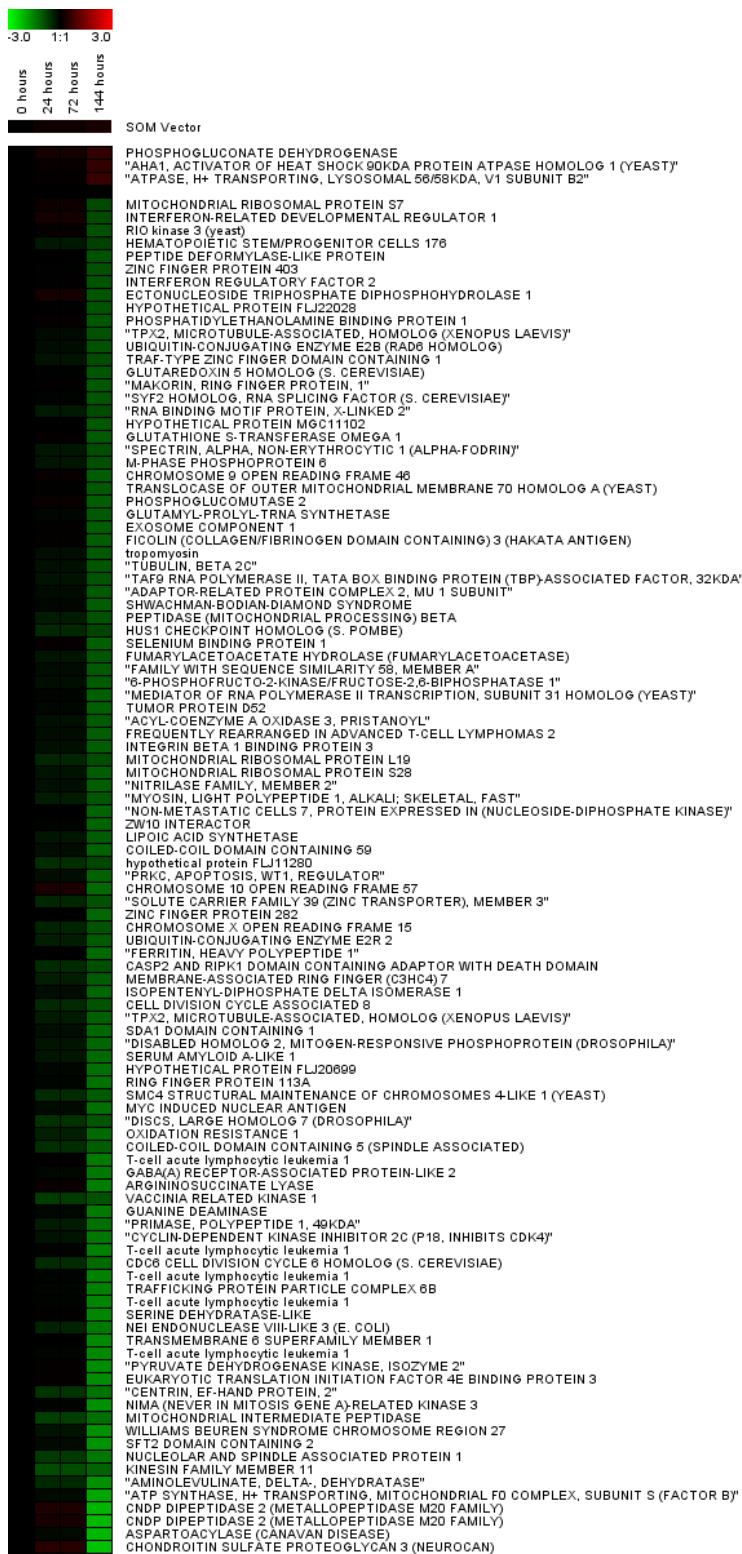 -3.0 1:1 3.0
0 hours
24 hours
72 hours
144 hours
SOM Vector
PHOSPHOGLUCONATE DEHYDROGENASE
"AHA1, ACTIVATOR OF HEAT SHOCK 90KDA PROTEIN ATPASE HOMOLOG 1 (YEAST)"
"ATPASE, H+ TRANSPORTING, LYSOSOMAL 56/58KDA, V1 SUBUNIT B2"
MITOCHONDRIAL RIBOSOMAL PROTEIN S7
INTERFERON-RELATED DEVELOPMENTAL REGULATOR 1
RIO kinase 3 (yeast)
HEMATOPOIETIC STEM/PROGENITOR CELLS 176
PEPTIDE DEFORMYLASE-LIKE PROTEIN
ZINC FINGER PROTEIN 403
INTERFERON REGULATORY FACTOR 2
ECTONUCLEOSIDE TRIPHOSPHATE DIPHOSPHOHYDROLASE 1
HYPOTHETICAL PROTEIN FLJ22028
PHOSPHATIDYLETHANOLAMINE BINDING PROTEIN 1
"TPX2, MICROTUBULE-ASSOCIATED, HOMOLOG (XENOPUS LAEVIS)"
UBIQUITIN-CONJUGATING ENZYME E2B (RAD6 HOMOLOG)
TRAF-TYPE ZINC FINGER DOMAIN CONTAINING 1
GLUTAREDOXIN 5 HOMOLOG (S. CEREVISIAE)
"MAKORIN, RING FINGER PROTEIN, 1"
"SYF2 HOMOLOG, RNA SPLICING FACTOR (S. CEREVISIAE)"
"RNA BINDING MOTIF PROTEIN, X-LINKED 2"
HYPOTHETICAL PROTEIN MGC11102
GLUTATHIONE S-TRANSFERASE OMEGA 1
"SPECTRIN, ALPHA, NON-ERYTHROCYTIC 1 (ALPHA-FODRIN)"
M-PHASE PHOSPHOPROTEIN 6
CHROMOSOME 9 OPEN READING FRAME 46
TRANSLOCASE OF OUTER MITOCHONDRIAL MEMBRANE 70 HOMOLOG A (YEAST)
PHOSPHOGLUCOMUTASE 2
GLUTAMYL-PROLYL-TRNA SYNTHETASE
EXOSOME COMPONENT 1
FICOLIN (COLLAGEN/FIBRINOGEN DOMAIN CONTAINING) 3 (HAKATA ANTIGEN)
tropomyosin
"TUBULIN, BETA 2C"
"TAF9 RNA POLYMERASE II, TATA BOX BINDING PROTEIN (TBP)-ASSOCIATED FACTOR, 32KDA"
"ADAPTOR-RELATED PROTEIN COMPLEX 2, MU 1 SUBUNIT"
SHWACHMAN-BODIAN-DIAMOND SYNDROME
PEPTIDASE (MITOCHONDRIAL PROCESSING) BETA
HUS1 CHECKPOINT HOMOLOG (S. POMBE)
SELENIUM BINDING PROTEIN 1
FUMARYLACETOACETATE HYDROLASE (FUMARYLACETOACETASE)
"FAMILY WITH SEQUENCE SIMILARITY 58, MEMBER A"
"6-PHOSPHOFRUCTO-2-KINASE/FRUCTOSE-2,6-BIPHOSPHATASE 1"
"MEDIATOR OF RNA POLYMERASE II TRANSCRIPTION, SUBUNIT 31 HOMOLOG (YEAST)"
TUMOR PROTEIN D52
"ACYL-COENZYME A OXIDASE 3, PRISTANOYL"
FREQUENTLY REARRANGED IN ADVANCED T-CELL LYMPHOMAS 2
INTEGRIN BETA 1 BINDING PROTEIN 3
MITOCHONDRIAL RIBOSOMAL PROTEIN L19
MITOCHONDRIAL RIBOSOMAL PROTEIN S28
"NITRILASE FAMILY, MEMBER 2"
"MYOSIN, LIGHT POLYPEPTIDE 1, ALKALI; SKELETAL, FAST"
"NON-METASTATIC CELLS 7, PROTEIN EXPRESSED IN (NUCLEOSIDE-DIPHOSPHATE KINASE)"
ZW10 INTERACTOR
LIPOIC ACID SYNTHETASE
COILED-COIL DOMAIN CONTAINING 59
hypothetical protein FLJ11280
"PRKC, APOPTOSIS, WT1, REGULATOR"
CHROMOSOME 10 OPEN READING FRAME 57
"SOLUTE CARRIER FAMILY 39 (ZINC TRANSPORTER), MEMBER 3"
ZINC FINGER PROTEIN 282
CHROMOSOME X OPEN READING FRAME 15
UBIQUITIN-CONJUGATING ENZYME E2R 2
"FERRITIN, HEAVY POLYPEPTIDE 1"
CASP2 AND RIPK1 DOMAIN CONTAINING ADAPTOR WITH DEATH DOMAIN
MEMBRANE-ASSOCIATED RING FINGER (C3HC4) 7
ISOPENTENYL-DIPHOSPHATE DELTA ISOMERASE 1
CELL DIVISION CYCLE ASSOCIATED 8
"TPX2, MICROTUBULE-ASSOCIATED, HOMOLOG (XENOPUS LAEVIS)"
SDA1 DOMAIN CONTAINING 1
"DISABLED HOMOLOG 2, MITOGEN-RESPONSIVE PHOSPHOPROTEIN (DROSOPHILA)"
SERUM AMYLOID A-LIKE 1
HYPOTHETICAL PROTEIN FLJ20699
RING FINGER PROTEIN 113A
SMC4 STRUCTURAL MAINTENANCE OF CHROMOSOMES 4-LIKE 1 (YEAST)
MYC INDUCED NUCLEAR ANTIGEN
"DISCS, LARGE HOMOLOG 7 (DROSOPHILA)"
OXIDATION RESISTANCE 1
COILED-COIL DOMAIN CONTAINING 5 (SPINDLE ASSOCIATED)
T-cell acute lymphocytic leukemia 1
GABA(A) RECEPTOR-ASSOCIATED PROTEIN-LIKE 2
ARGININOSUCCINATE LYASE
VACCINIA RELATED KINASE 1
GUANINE DEAMINASE
"PRIMASE, POLYPEPTIDE 1, 49KDA"
"CYCLIN-DEPENDENT KINASE INHIBITOR 2C (P18, INHIBITS CDK4)"
T-cell acute lymphocytic leukemia 1
CDC6 CELL DIVISION CYCLE 6 HOMOLOG (S. CEREVISIAE)
T-cell acute lymphocytic leukemia 1
TRAFFICKING PROTEIN PARTICLE COMPLEX 6B
T-cell acute lymphocytic leukemia 1
SERINE DEHYDRATASE-LIKE
NEI ENDONUCLEASE VIII-LIKE 3 (E. COLI)
TRANSMEMBRANE 6 SUPERFAMILY MEMBER 1
T-cell acute lymphocytic leukemia 1
"PYRUVATE DEHYDROGENASE KINASE, ISOZYME 2"
EUKARYOTIC TRANSLATION INITIATION FACTOR 4E BINDING PROTEIN 3
"CENTRIN, EF-HAND PROTEIN, 2"
NIMA (NEVER IN MITOSIS GENE A)-RELATED KINASE 3
MITOCHONDRIAL INTERMEDIATE PEPTIDASE
WILLIAMS BEUREN SYNDROME CHROMOSOME REGION 27
SFT2 DOMAIN CONTAINING 2
NUCLEOLAR AND SPINDLE ASSOCIATED PROTEIN 1
KINESIN FAMILY MEMBER 11
"AMINOLEVULINATE, DELTA-, DEHYDRATASE"
"ATP SYNTHASE, H+ TRANSPORTING, MITOCHONDRIAL F0 COMPLEX, SUBUNIT S (FACTOR B)"
CNDP DIPEPTIDASE 2 (METALLOPEPTIDASE M20 FAMILY)
CNDP DIPEPTIDASE 2 (METALLOPEPTIDASE M20 FAMILY)
ASPARTOACYLASE (CANAVAN DISEASE)
CHONDROITIN SULFATE PROTEOGLYCAN 3 (NEUROCAN)